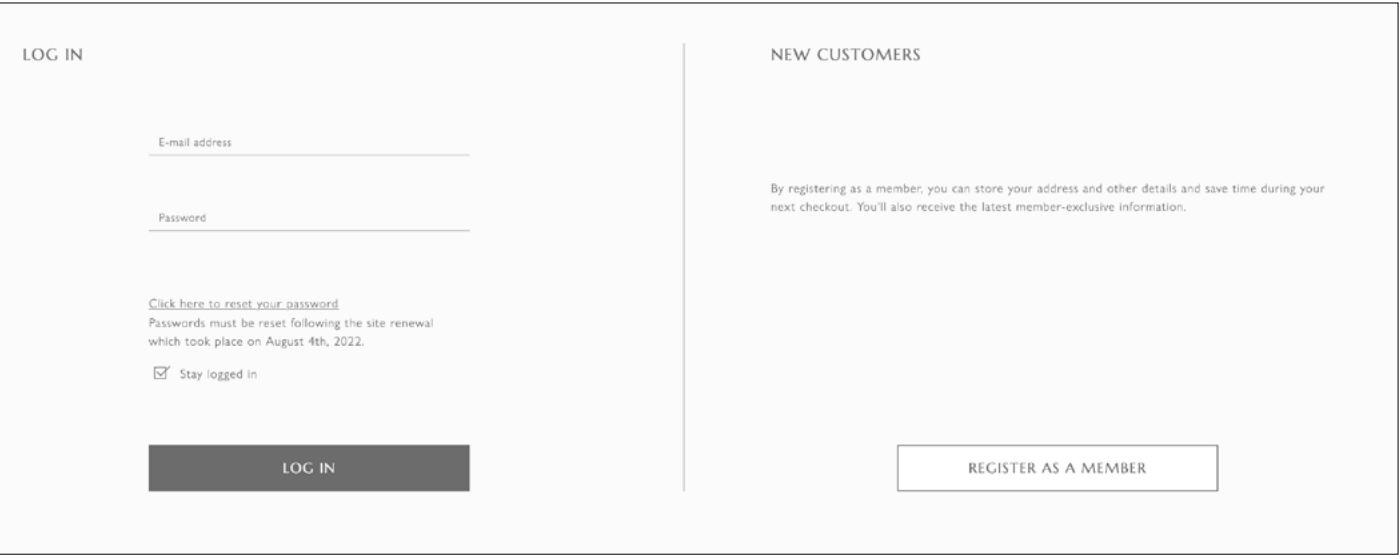 LOG IN
E-mail address
Password
Click here to reset your password
Passwords must be reset following the site renewal
which took place on August 4th, 2022.
Stay logged in
LOG IN
NEW CUSTOMERS
By registering as a member, you can store your address and other details and save time during your
next checkout. You'll also receive the latest member-exclusive information.
REGISTER AS A MEMBER